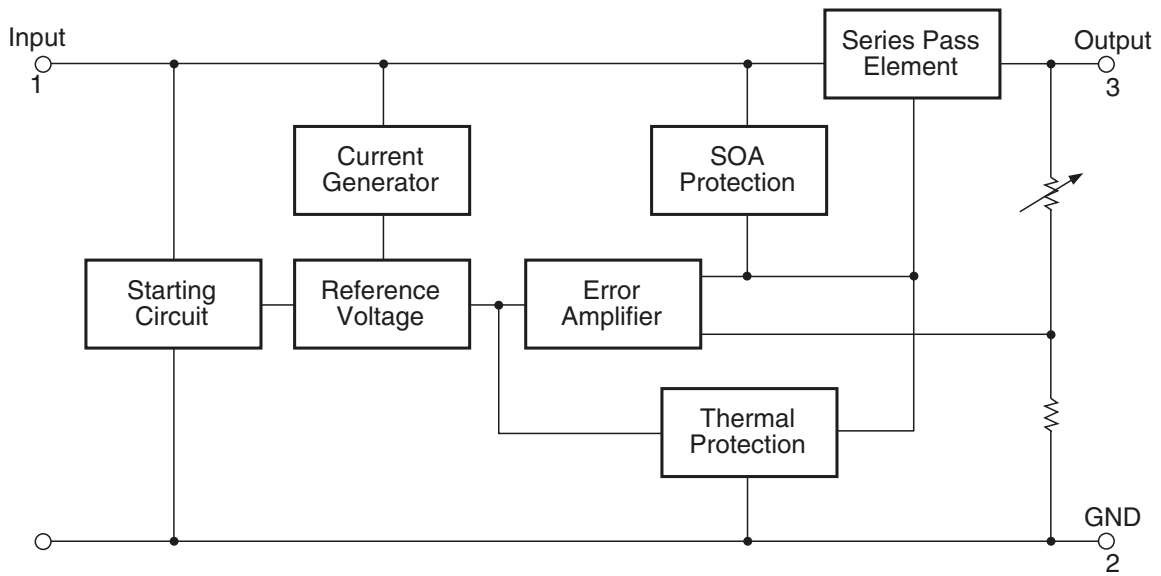 Input
1
Series Pass
Element
Output
3
Current
Generator
SOA
Protection
Starting
Circuit
Reference
Voltage
Error
Amplifier
Thermal
Protection
GND
2